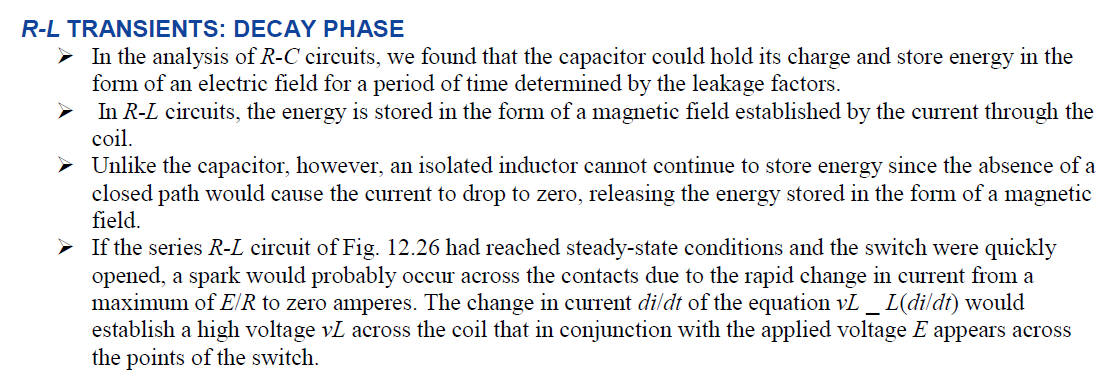 R-L TRANSIENTS: DECAY PHASE
➢ In the analysis of R-C circuits, we found that the capacitor could hold its charge and store energy in the
form of an electric field for a period of time determined by the leakage factors.
➢ In R-L circuits, the energy is stored in the form of a magnetic field established by the current through the
coil.
➢ Unlike the capacitor, however, an isolated inductor cannot continue to store energy since the absence of a
closed path would cause the current to drop to zero, releasing the energy stored in the form of a magnetic
field.
➢ If the series R-L circuit of Fig. 12.26 had reached steady-state conditions and the switch were quickly
opened, a spark would probably occur across the contacts due to the rapid change in current from a
maximum of E/R to zero amperes. The change in current di/dt of the equation vL _ L(di/dt) would
establish a high voltage vL across the coil that in conjunction with the applied voltage E appears across
the points of the switch.